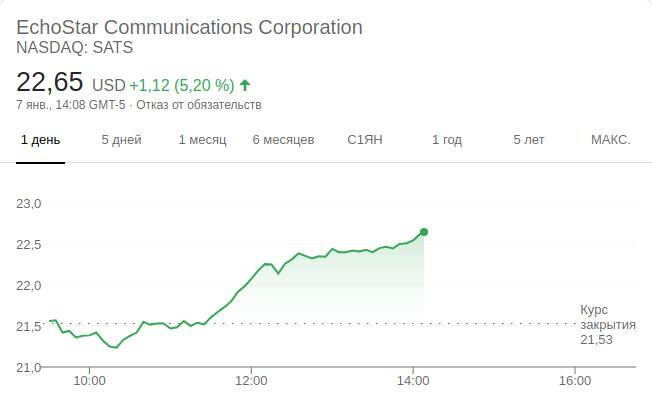 EchoStar Communications Corporation
NASDAQ: SATS
22,65 USD +1,12 (5,20 %)
7 янв., 14:08 GMT-5 · Отказ от обязательств
1 день 5 дней 1 месяц 6 месяцев С1ЯН 1 год 5 лет МАКС.
23,0
22,5
22,0
21,5
21,0
Курс
закрытия
21,53
10:00 12:00 14:00 16:00